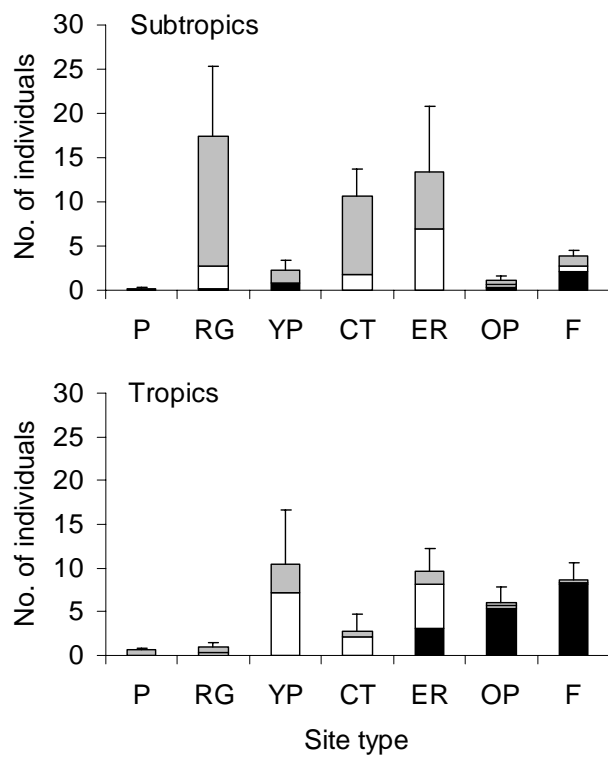 Subtropics
No. of individuals
30
25
20
15
10
5
0
P RG YP CT ER OP F
Tropics
No. of individuals
30
25
20
15
10
5
0
P RG YP CT ER OP F
Site type